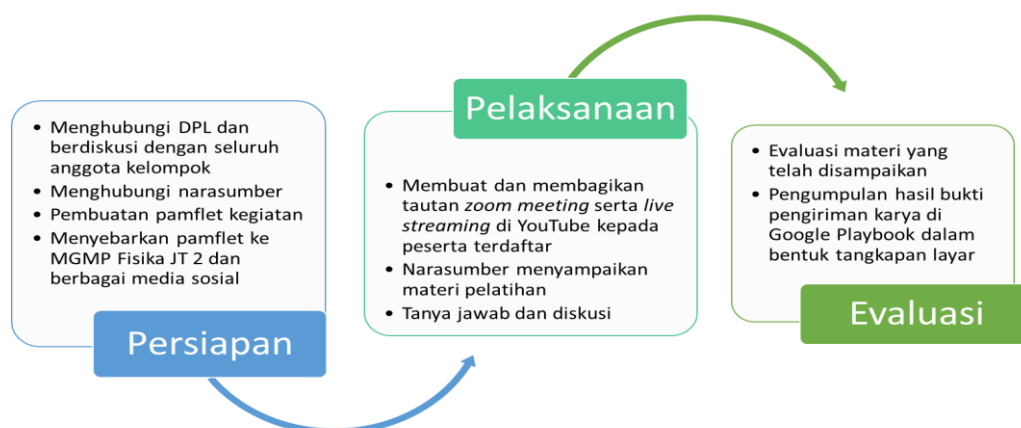 • Menghubungi DPL dan
berdiskusi dengan seluruh
anggota kelompok
• Menghubungi narasumber
• Pembuatan pamflet kegiatan
• Menyebarkan pamflet ke
MGMP Fisika JT 2 dan
berbagai media sosial
Persiapan
Pelaksanaan
• Membuat dan membagikan
tautan zoom meeting serta live
streaming di YouTube kepada
peserta terdaftar
• Narasumber menyampaikan
materi pelatihan
• Tanya jawab dan diskusi
• Evaluasi materi yang
telah disampaikan
• Pengumpulan hasil bukti
pengiriman karya di
Google Playbook dalam
bentuk tangkapan layar
Evaluasi